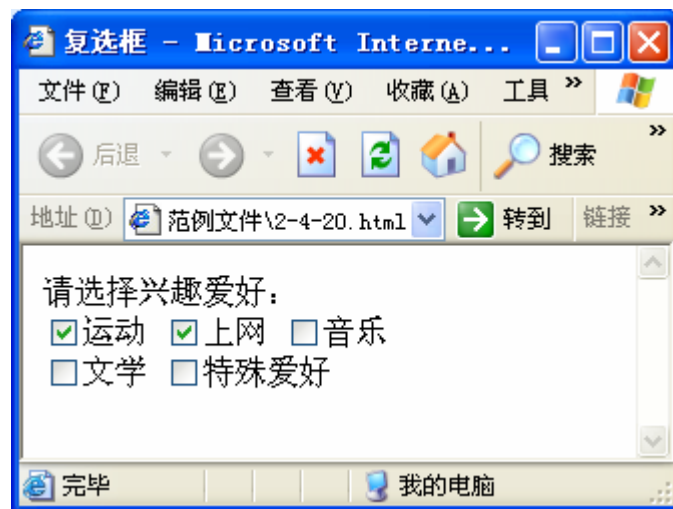 复选框 - Microsoft Interne...
文件(F) 编辑(E) 查看(V) 收藏(A) 工具 »
后退 搜索 »
地址(D) 范例文件\2-4-20.html 转到 链接 »
请选择兴趣爱好：
运动 上网 音乐
文学 特殊爱好
完毕 我的电脑